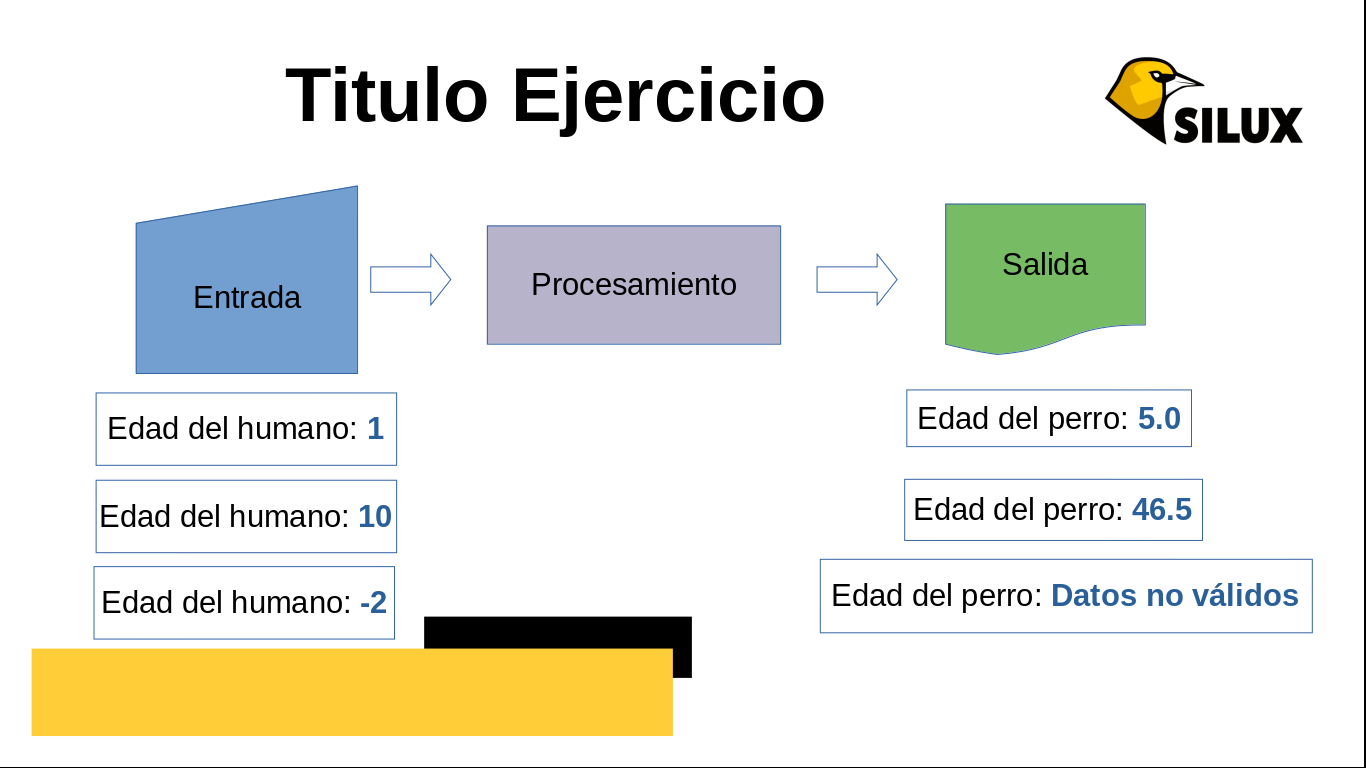 Titulo Ejercicio
SILUX
Entrada
Procesamiento
Salida
Edad del humano: 1
Edad del humano: 10
Edad del humano: -2
Edad del perro: 5.0
Edad del perro: 46.5
Edad del perro: Datos no válidos